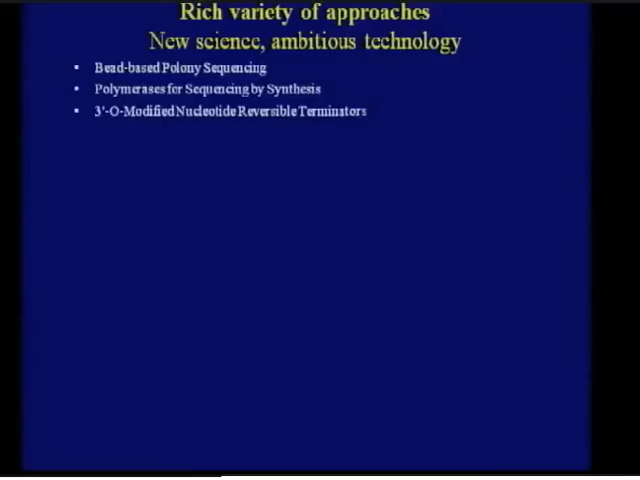 Rich variety of approaches
New science, ambitious technology
▪ Bead-based Polony Sequencing
▪ Polymerases for Sequencing by Synthesis
▪ 3'-O-Modified Nucleotide Reversible Terminators